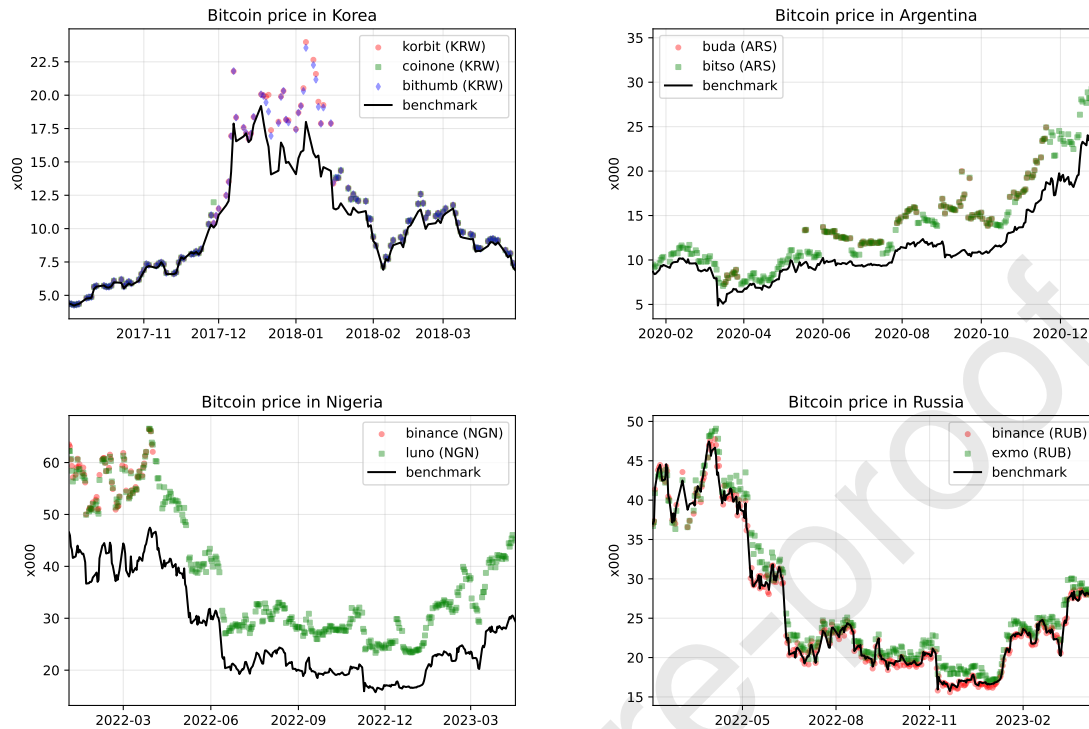 Bitcoin price in Korea
korbit (KRW)
coinone (KRW)
bithumb (KRW)
benchmark
x000
22.5
20.0
17.5
15.0
12.5
10.0
7.5
5.0
2017-11 2017-12 2018-01 2018-02 2018-03
Bitcoin price in Argentina
buda (ARS)
bitso (ARS)
benchmark
x000
35
30
25
20
15
10
5
2020-02 2020-04 2020-06 2020-08 2020-10 2020-12
Bitcoin price in Nigeria
binance (NGN)
luno (NGN)
benchmark
x000
60
50
40
30
20
2022-03 2022-06 2022-09 2022-12 2023-03
Bitcoin price in Russia
binance (RUB)
exmo (RUB)
benchmark
x000
50
45
40
35
30
25
20
15
2022-05 2022-08 2022-11 2023-02
re-proof